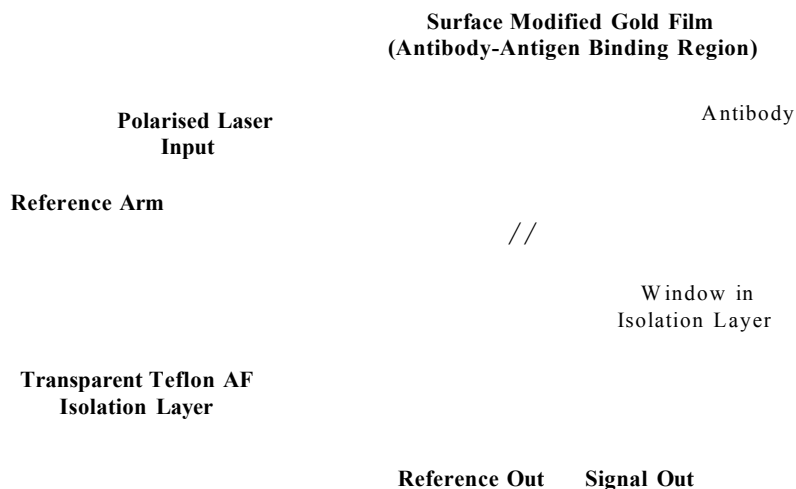 Surface Modified Gold Film
(Antibody-Antigen Binding Region)
Antibody
Polarised Laser
Input
Reference Arm
//
Window in
Isolation Layer
Transparent Teflon AF
Isolation Layer
Reference Out Signal Out